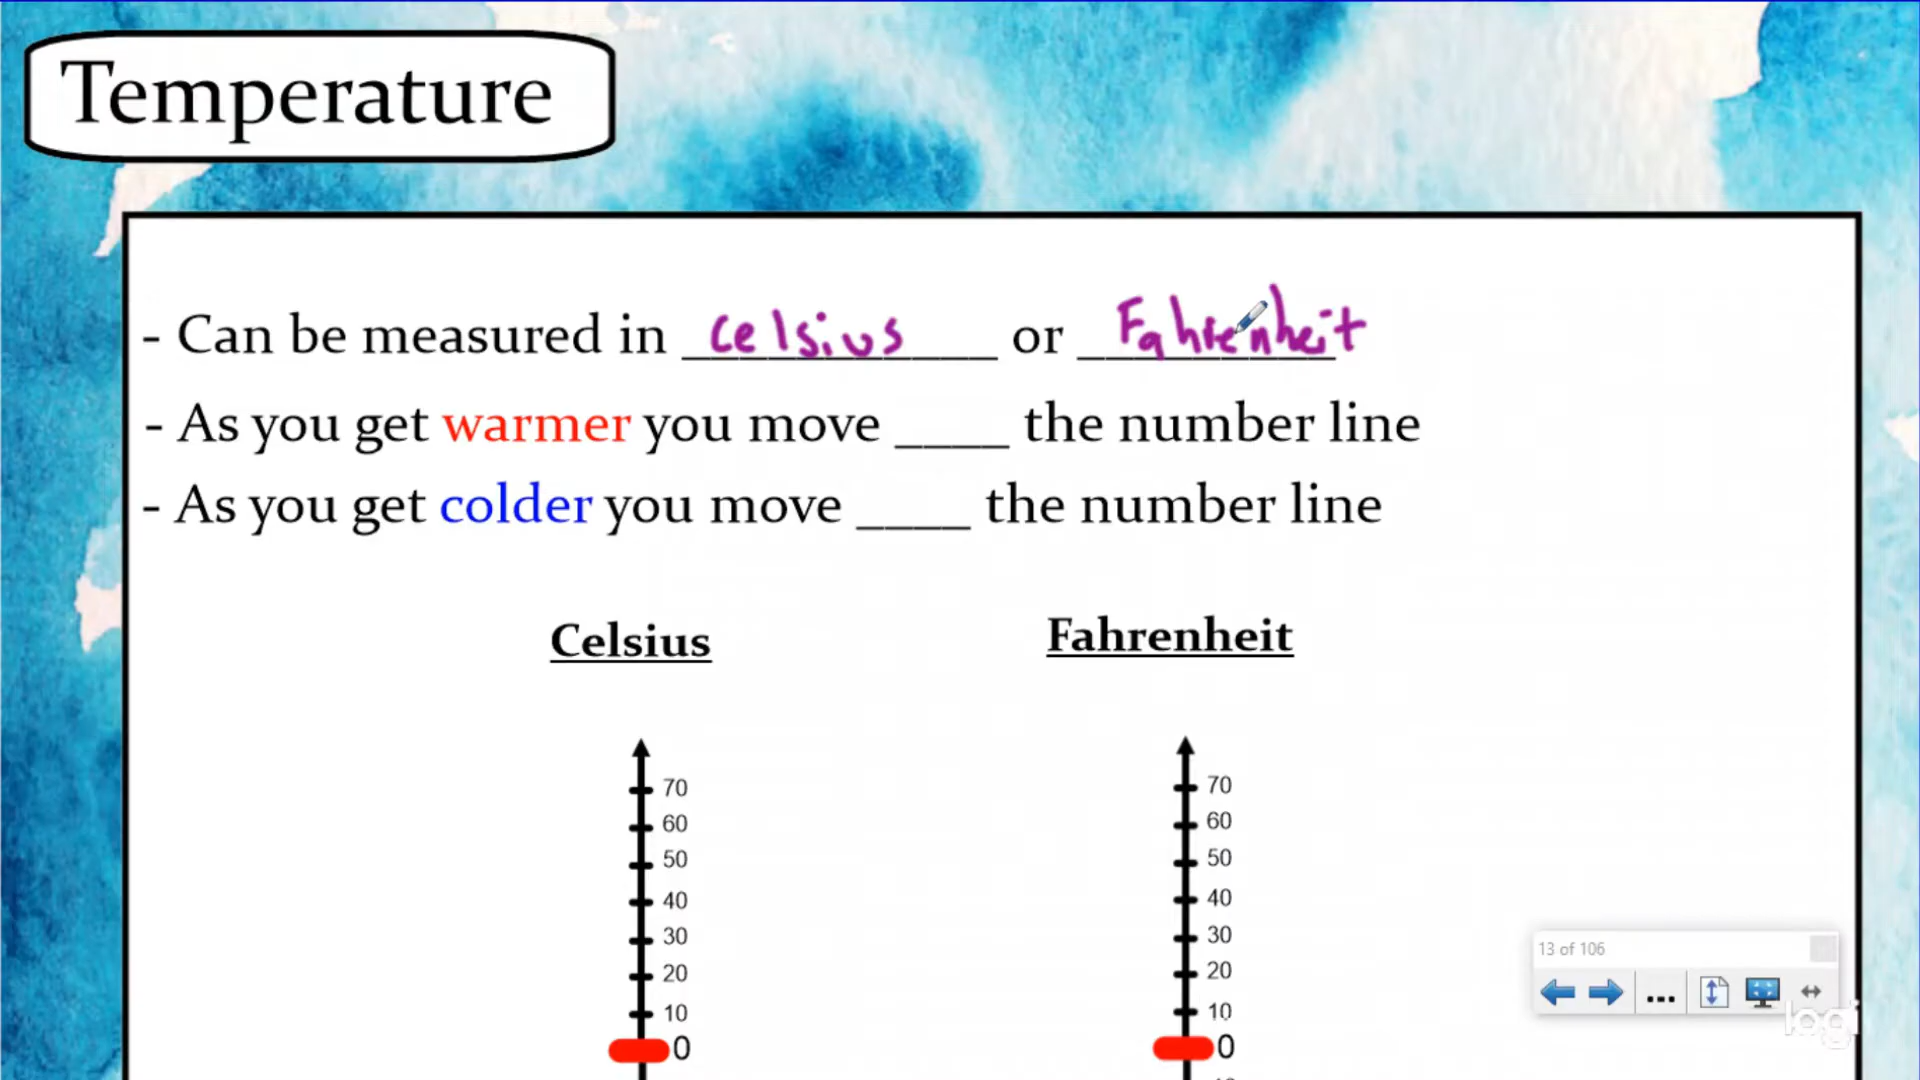 Temperature
- Can be measured in celsius or Fahrenheit
- As you get warmer you move ____ the number line
- As you get colder you move ____ the number line
Celsius Fahrenheit
70 70
60 60
50 50
40 40
30 30
20 20
10 10
0 0
13 of 106
...
logi